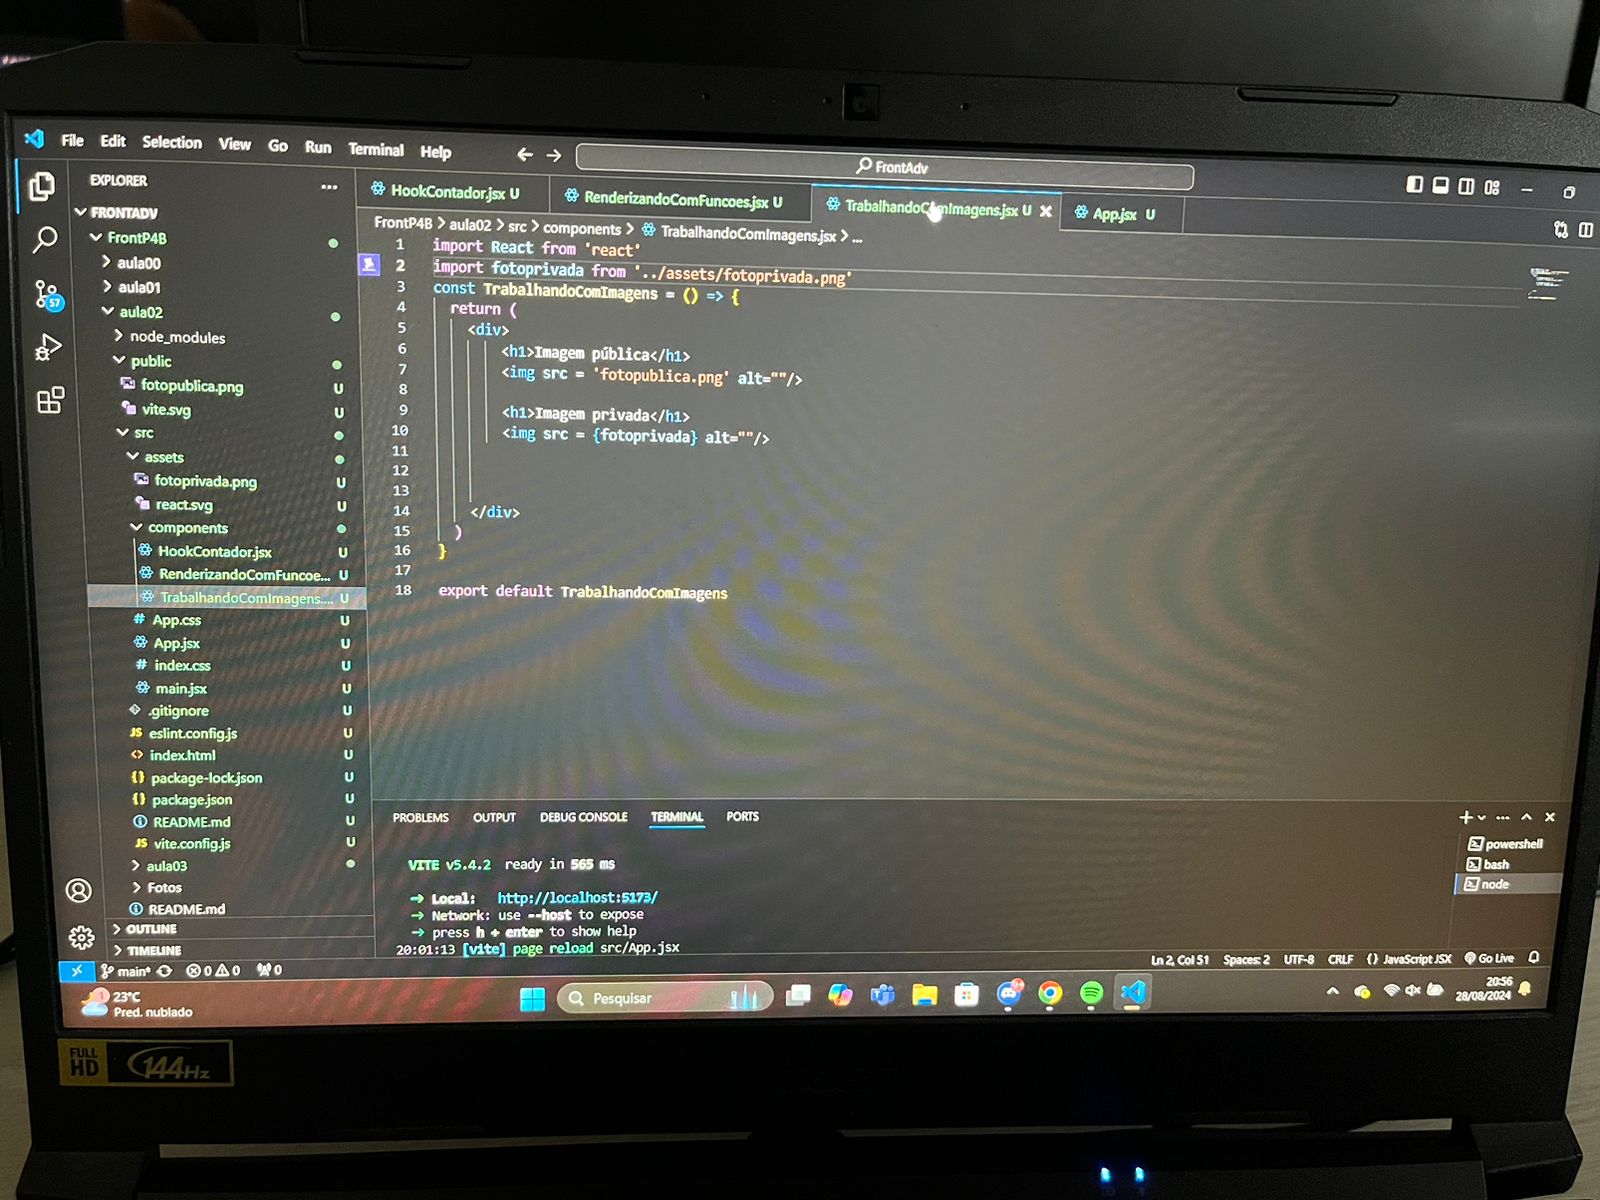 File Edit Selection View Go Run Terminal Help
FrontAdv
EXPLORER
FRONTADV
FrontP4B
aula00
aula01
aula02
node_modules
public
fotopublica.png U
vite.svg U
src
assets
fotoprivada.png U
react.svg U
components
HookContador.jsx U
RenderizandoComFuncoe... U
TrabalhandoComImagens.... U
App.css U
App.jsx U
index.css U
main.jsx U
.gitignore U
eslint.config.js U
index.html U
package-lock.json U
package.json U
README.md U
vite.config.js U
aula03
Fotos
README.md
OUTLINE
TIMELINE
57
HookContador.jsx U RenderizandoComFuncoes.jsx U TrabalhandoComImagens.jsx U App.jsx U
FrontP4B > aula02 > src > components > TrabalhandoComImagens.jsx > ...
1 import React from 'react'
2 import fotoprivada from '../assets/fotoprivada.png'
3 const TrabalhandoComImagens = () => {
4 return (
5 <div>
6 <h1>Imagem pública</h1>
7 <img src = 'fotopublica.png' alt=""/>
8
9 <h1>Imagem privada</h1>
10 <img src = {fotoprivada} alt=""/>
11
12
13
14 </div>
15 )
16 }
17
18 export default TrabalhandoComImagens
PROBLEMS OUTPUT DEBUG CONSOLE TERMINAL PORTS
VITE v5.4.2 ready in 565 ms
➜ Local: http://localhost:5173/
➜ Network: use --host to expose
➜ press h + enter to show help
20:01:13 [vite] page reload src/App.jsx
powershell
bash
node
main* 0 0 0
Ln 2, Col 51 Spaces: 2 UTF-8 CRLF {} JavaScript JSX Go Live
23°C
Pred. nublado
Pesquisar
20:56
28/08/2024
FULL HD
144Hz